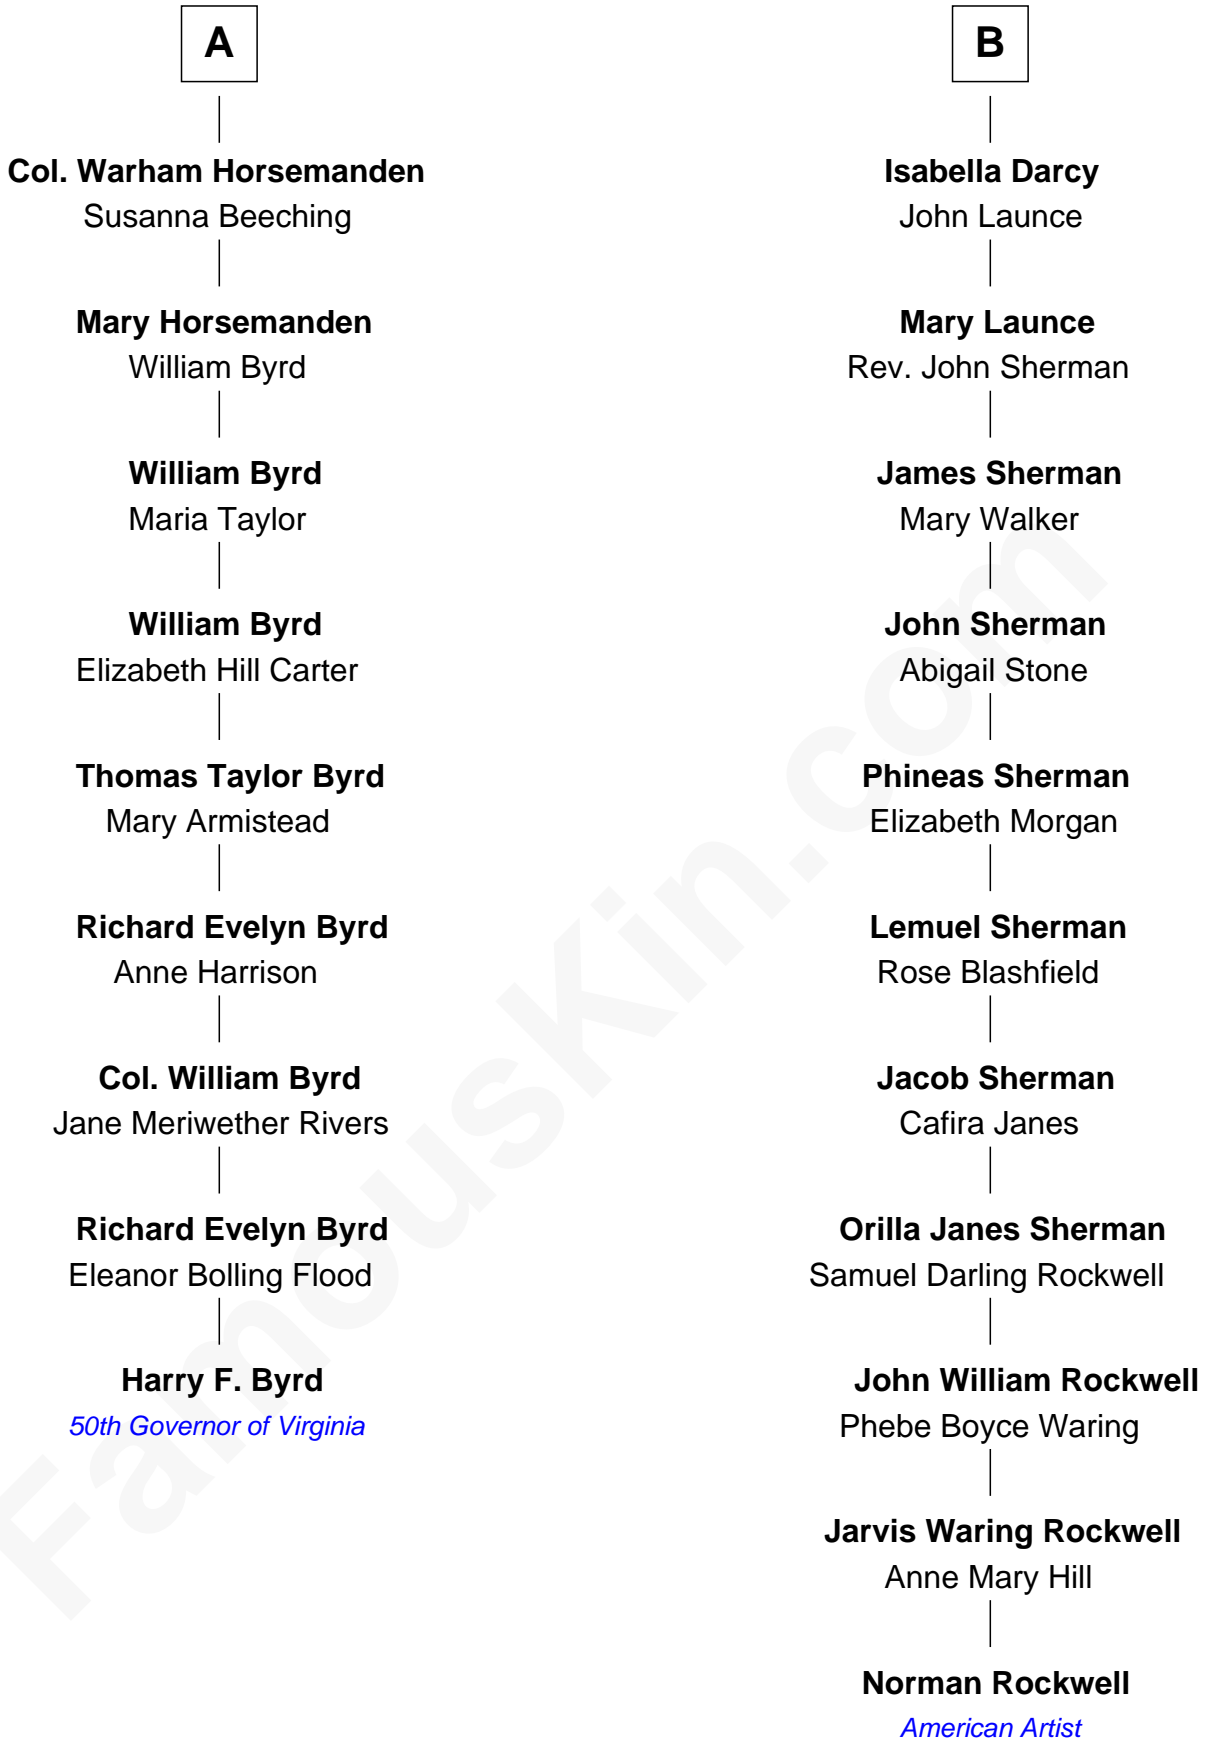 A
Col. Warham Horsemanden
Susanna Beeching
Mary Horsemanden
William Byrd
William Byrd
Maria Taylor
William Byrd
Elizabeth Hill Carter
Thomas Taylor Byrd
Mary Armistead
Richard Evelyn Byrd
Anne Harrison
Col. William Byrd
Jane Meriwether Rivers
Richard Evelyn Byrd
Eleanor Bolling Flood
Harry F. Byrd
50th Governor of Virginia
B
Isabella Darcy
John Launce
Mary Launce
Rev. John Sherman
James Sherman
Mary Walker
John Sherman
Abigail Stone
Phineas Sherman
Elizabeth Morgan
Lemuel Sherman
Rose Blashfield
Jacob Sherman
Cafira Janes
Orilla Janes Sherman
Samuel Darling Rockwell
John William Rockwell
Phebe Boyce Waring
Jarvis Waring Rockwell
Anne Mary Hill
Norman Rockwell
American Artist
FamousKin.com